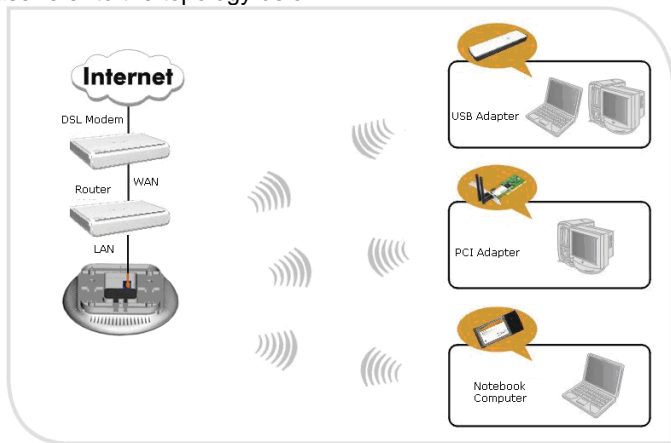 Internet
DSL Modem
WAN
Router
LAN
USB Adapter
PCI Adapter
Notebook
Computer